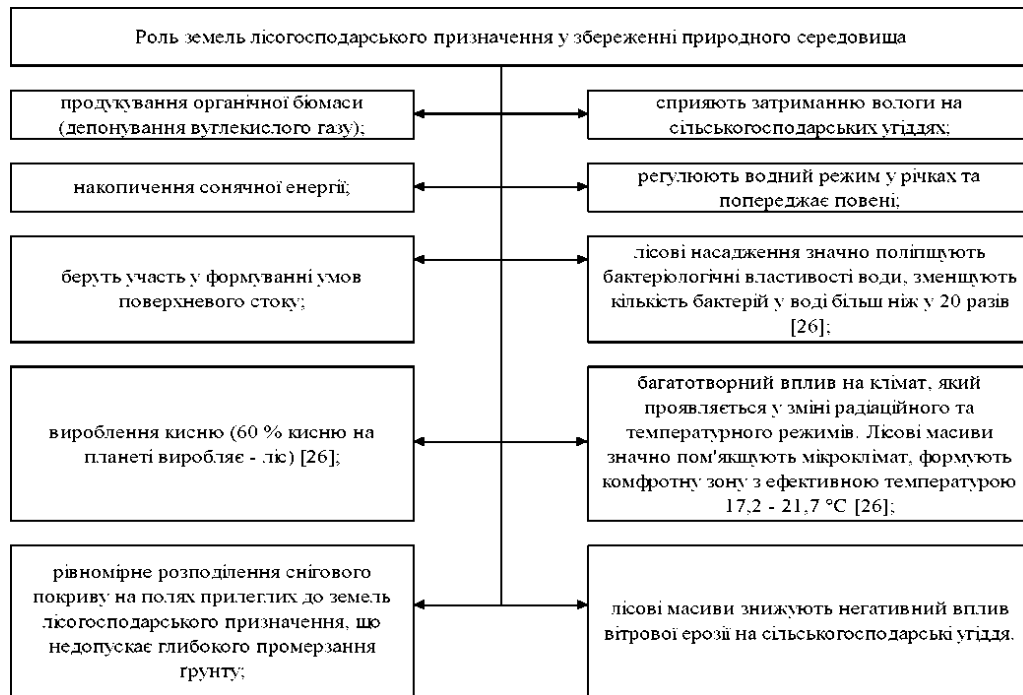 Роль земель лісогосподарського призначення у збереженні природного середовища
продукування органічної біомаси
(депонування вуглекислого газу);
сприяють затриманню вологи на
сільськогосподарських угіддях;
накопичення сонячної енергії;
регулюють водний режим у річках та
попереджає повені;
беруть участь у формуванні умов
поверхневого стоку;
лісові насадження значно поліпшують
бактеріологічні властивості води, зменшують
кількість бактерій у воді більш ніж у 20 разів
[26];
вироблення кисню (60 % кисню на
планеті виробляє - ліс) [26];
багатотворний вплив на клімат, який
проявляється у зміні радіаційного та
температурного режимів. Лісові масиви
значно пом'якшують мікроклімат, формують
комфротну зону з ефективною температурою
17,2 - 21,7 °С [26];
рівномірне розподілення снігового
покриву на полях прилеглих до земель
лісогосподарського призначення, що
недопускає глибокого промерзання
ґрунту;
лісові масиви знижують негативний вплив
вітрової ерозії на сільськогосподарські угіддя.